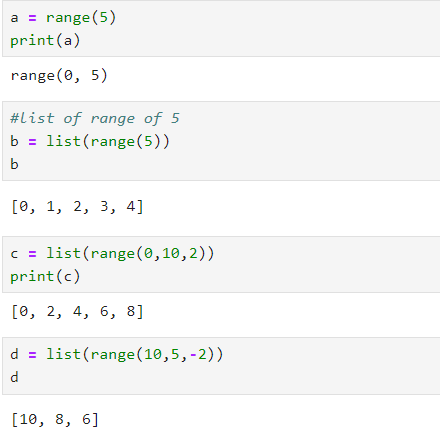 a = range(5)
print(a)
range(0, 5)
#list of range of 5
b = list(range(5))
b
[0, 1, 2, 3, 4]
c = list(range(0,10,2))
print(c)
[0, 2, 4, 6, 8]
d = list(range(10,5,-2))
d
[10, 8, 6]